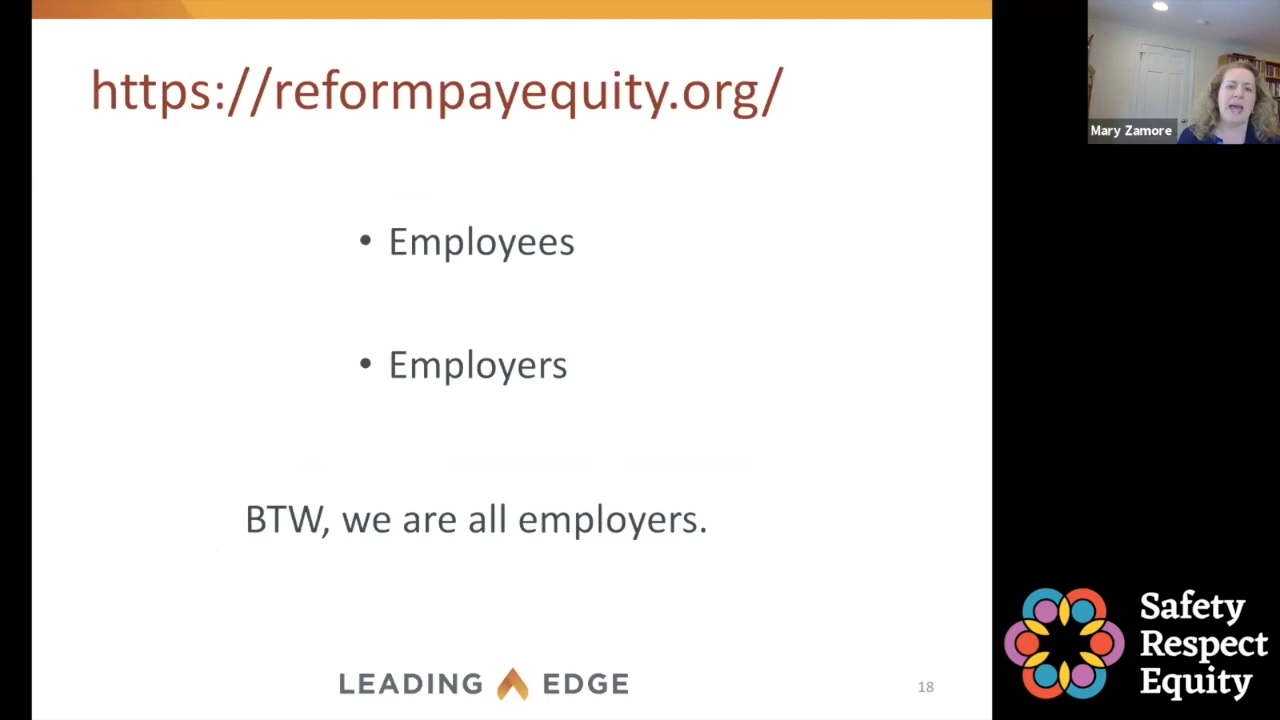 https://reformpayequity.org/
Mary Zamore
• Employees
• Employers
BTW, we are all employers.
LEADING EDGE
18
Safety
Respect
Equity